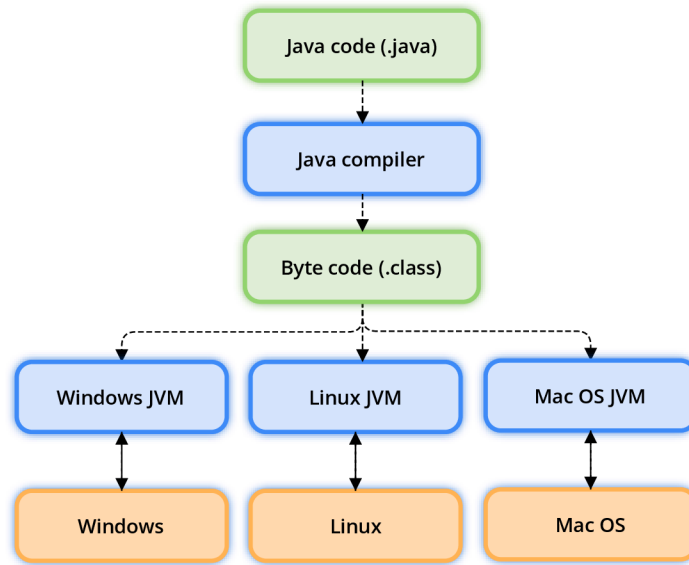 Java code (.java)
Java compiler
Byte code (.class)
Windows JVM
Linux JVM
Mac OS JVM
Windows
Linux
Mac OS